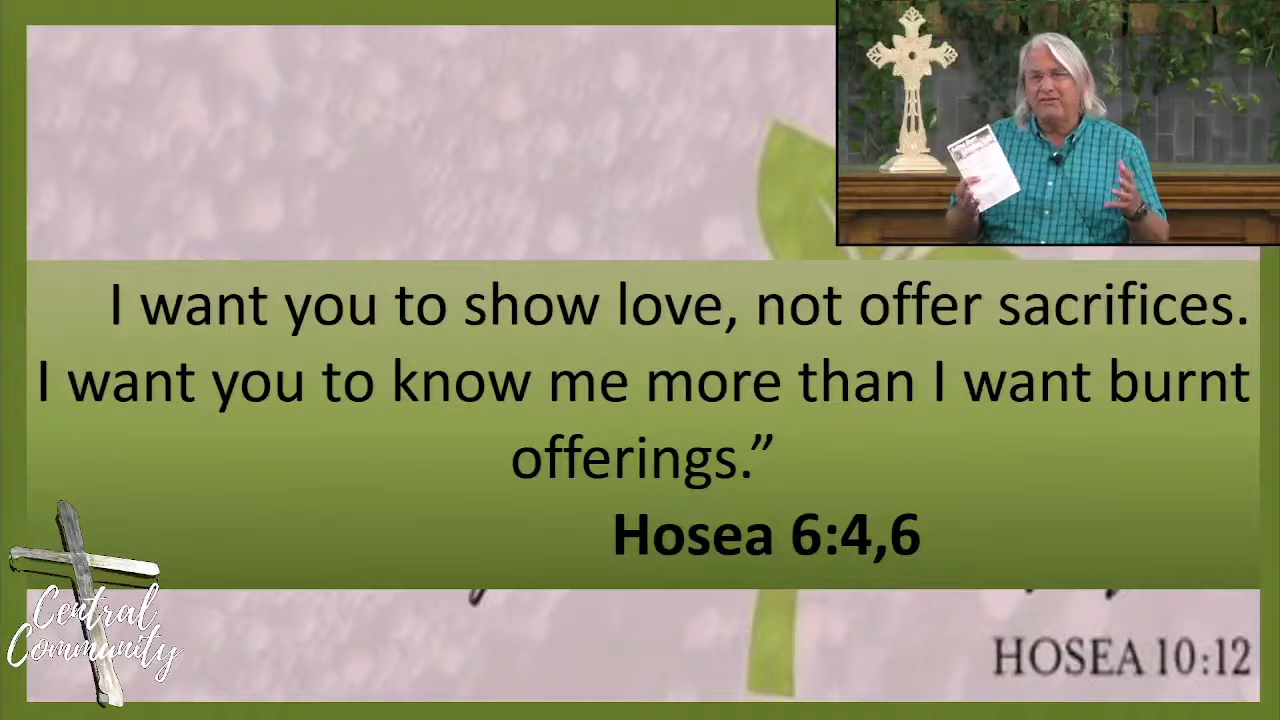 I want you to show love, not offer sacrifices.
I want you to know me more than I want burnt
offerings.”
Hosea 6:4,6
Central
Community
HOSEA 10:12